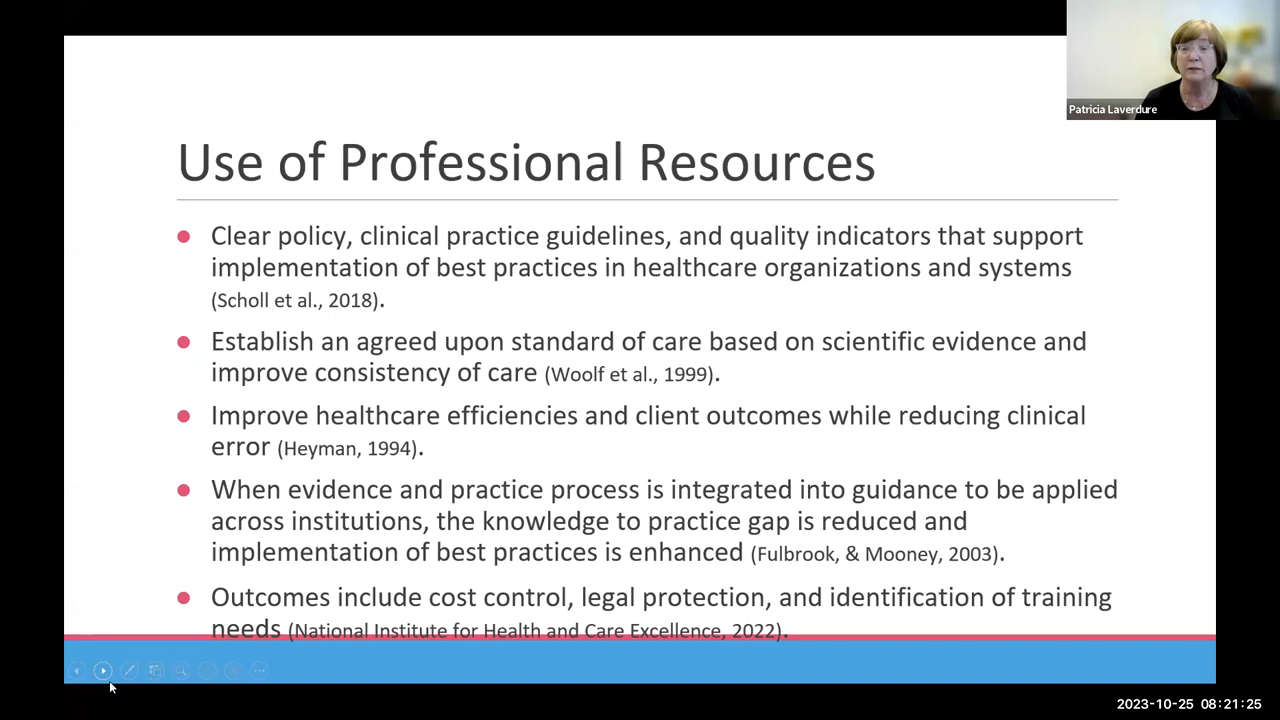 Patricia Laverdure
Use of Professional Resources
Clear policy, clinical practice guidelines, and quality indicators that support
implementation of best practices in healthcare organizations and systems
(Scholl et al., 2018).
Establish an agreed upon standard of care based on scientific evidence and
improve consistency of care (Woolf et al., 1999).
Improve healthcare efficiencies and client outcomes while reducing clinical
error (Heyman, 1994).
When evidence and practice process is integrated into guidance to be applied
across institutions, the knowledge to practice gap is reduced and
implementation of best practices is enhanced (Fulbrook, & Mooney, 2003).
Outcomes include cost control, legal protection, and identification of training
needs (National Institute for Health and Care Excellence, 2022).
2023-10-25 08:21:25